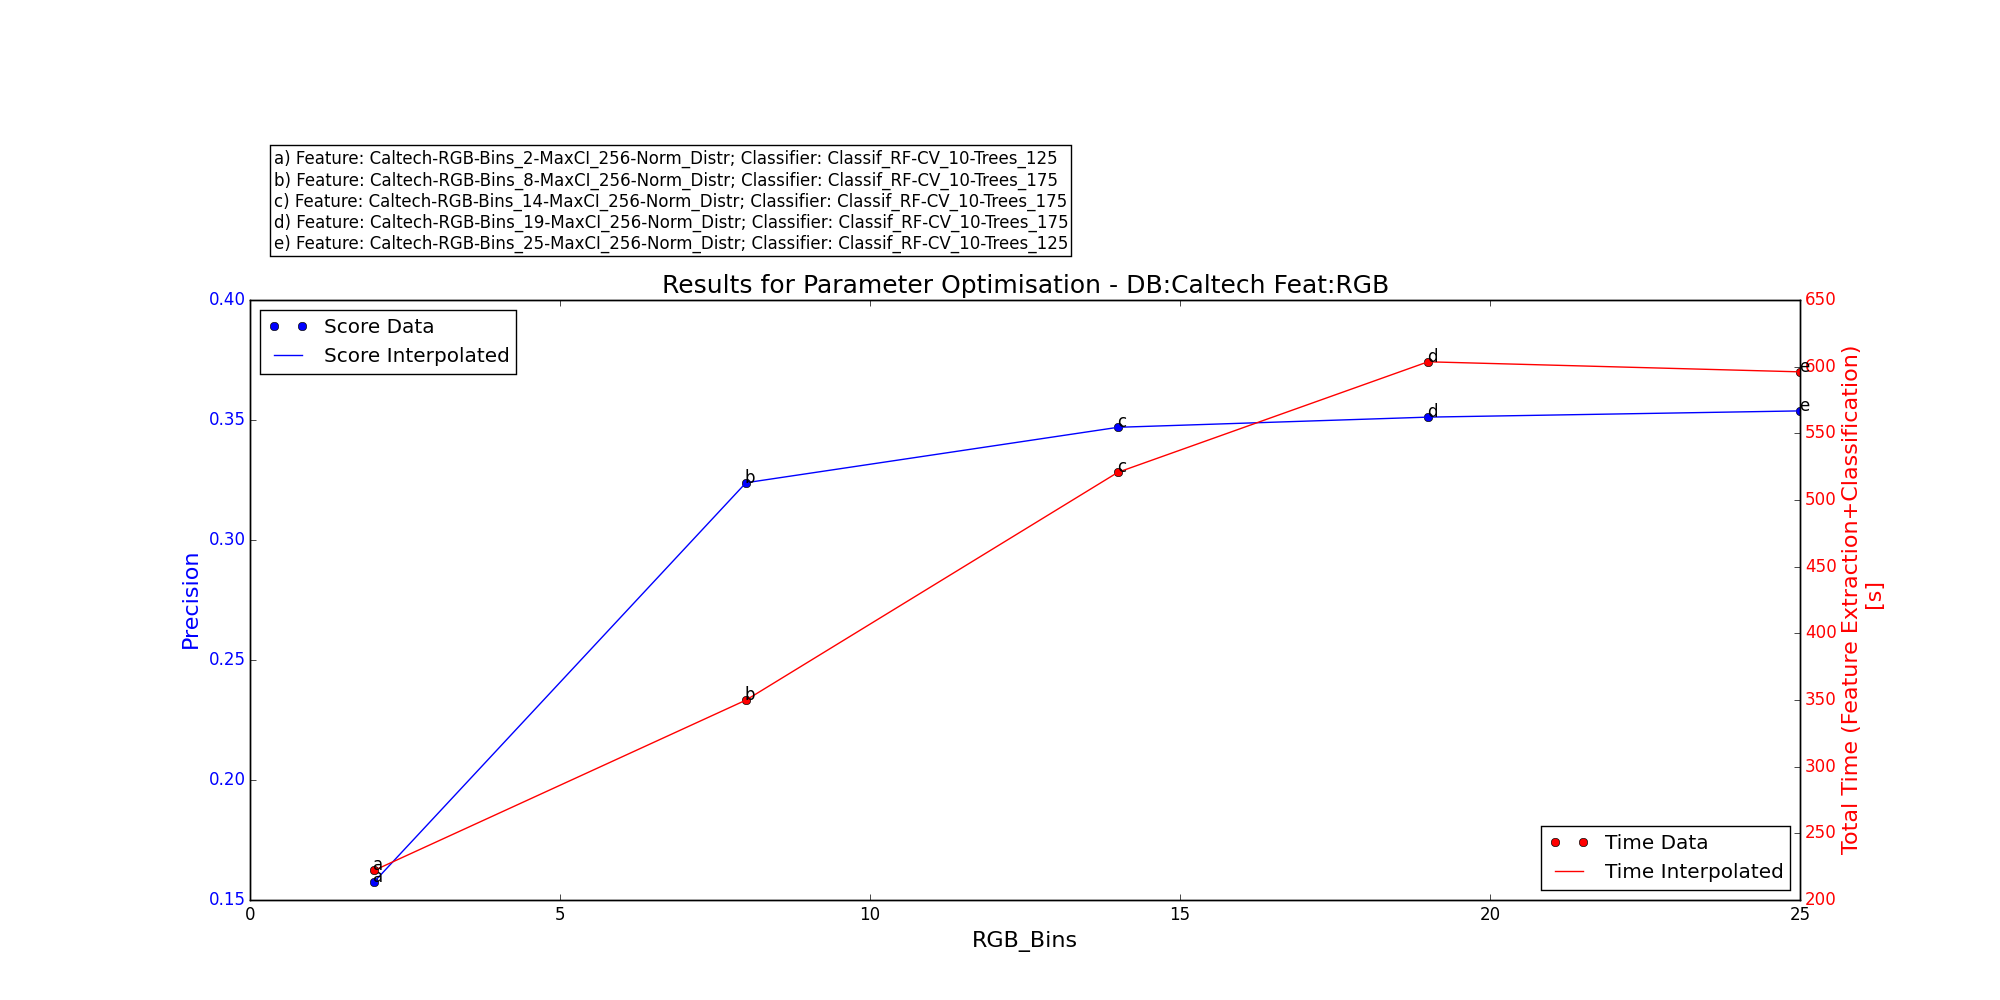 a) Feature: Caltech-RGB-Bins_2-MaxCI_256-Norm_Distr; Classifier: Classif_RF-CV_10-Trees_125
b) Feature: Caltech-RGB-Bins_8-MaxCI_256-Norm_Distr; Classifier: Classif_RF-CV_10-Trees_175
c) Feature: Caltech-RGB-Bins_14-MaxCI_256-Norm_Distr; Classifier: Classif_RF-CV_10-Trees_175
d) Feature: Caltech-RGB-Bins_19-MaxCI_256-Norm_Distr; Classifier: Classif_RF-CV_10-Trees_175
e) Feature: Caltech-RGB-Bins_25-MaxCI_256-Norm_Distr; Classifier: Classif_RF-CV_10-Trees_125
Results for Parameter Optimisation - DB:Caltech Feat:RGB
Score Data
Score Interpolated
Precision
0.40
0.35
0.30
0.25
0.20
0.15
a
b
c
d
e
a
b
c
d
e
650
600
550
500
450
400
350
300
250
200
Total Time (Feature Extraction+Classification)
[s]
Time Data
Time Interpolated
0
5
10
15
20
25
RGB_Bins